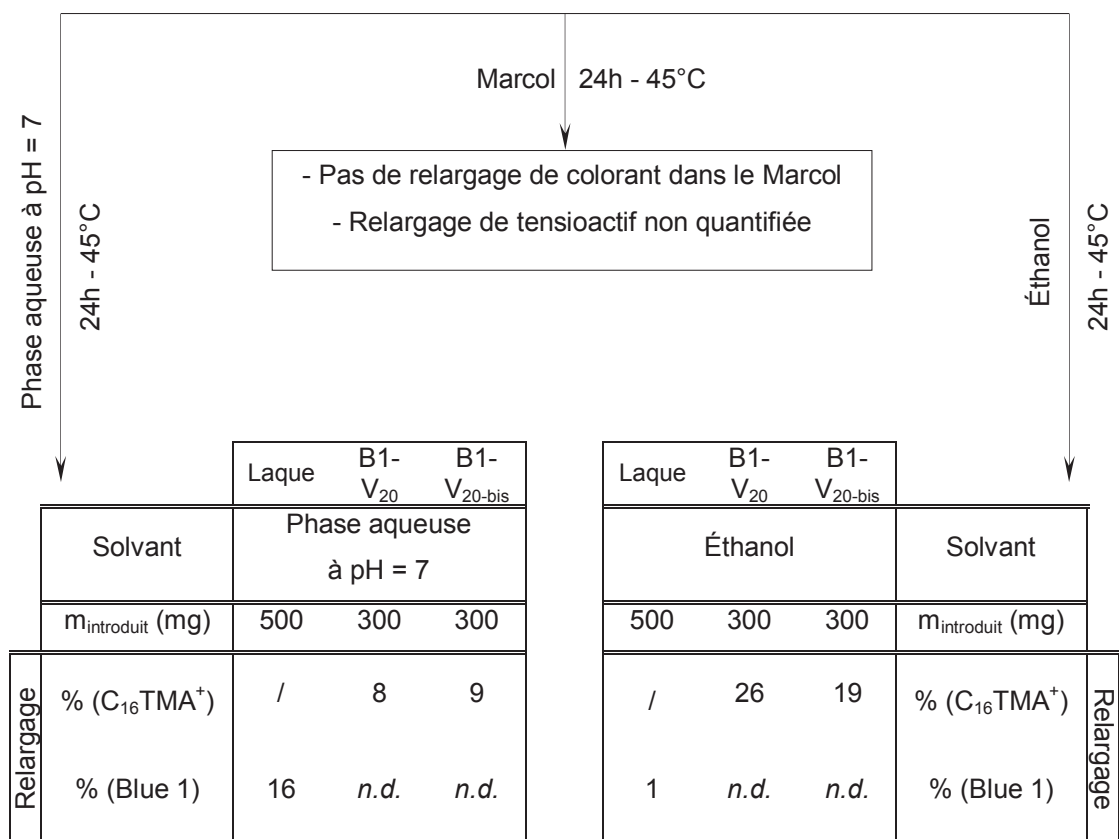 Marcol 24h - 45°C
- Pas de relargage de colorant dans le Marcol
- Relargage de tensioactif non quantifiée
Phase aqueuse à pH = 7
24h - 45°C
Éthanol
24h - 45°C
Laque B1-V20 B1-V20-bis
Solvant Phase aqueuse
à pH = 7
mintroduit (mg) 500 300 300
Relargage
% (C16TMA+) / 8 9
% (Blue 1) 16 n.d. n.d.
Laque B1-V20 B1-V20-bis
Éthanol Solvant
500 300 300 mintroduit (mg)
/ 26 19 % (C16TMA+)
1 n.d. n.d. % (Blue 1)
Relargage